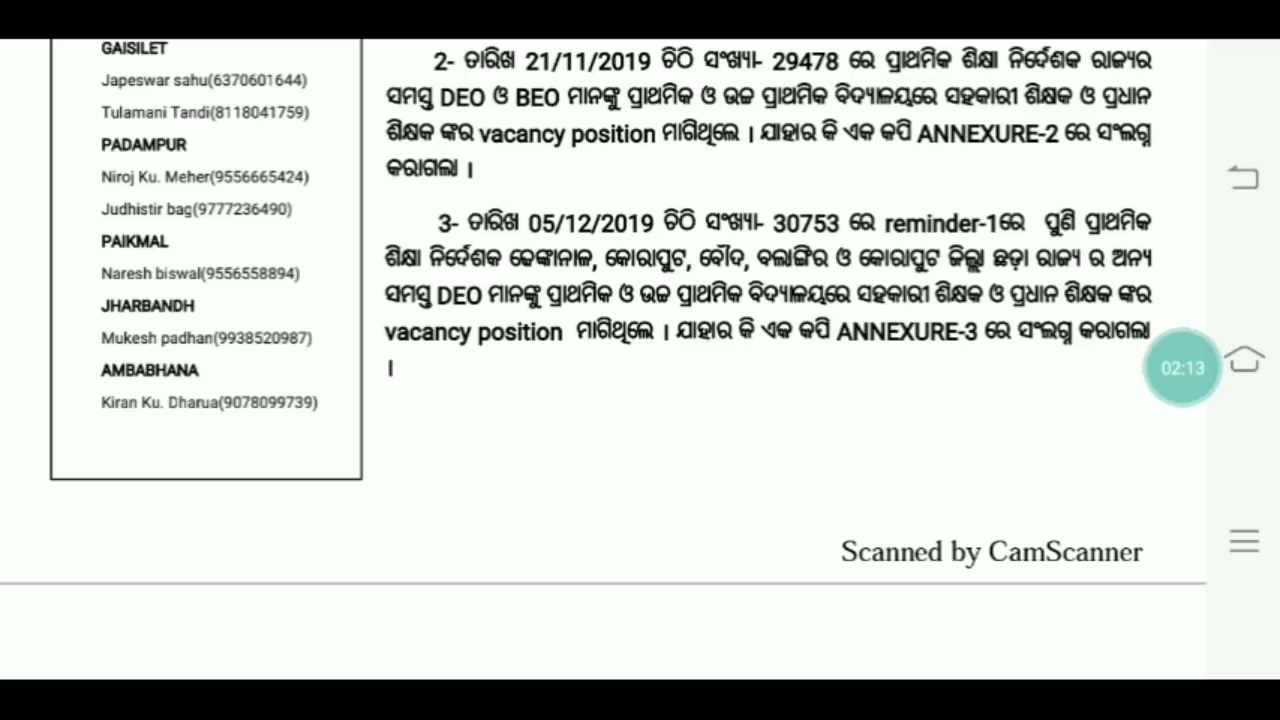 GAISILET
Japeswar sahu(6370601644)
Tulamani Tandi(8118041759)
PADAMPUR
Niroj Ku. Meher(9556665424)
Judhistir bag(9777236490)
PAIKMAL
Naresh biswal(9556558894)
JHARBANDH
Mukesh padhan(9938520987)
AMBABHANA
Kiran Ku. Dharua(9078099739)
2- ତାରିଖ 21/11/2019 ଚିଠି ସଂଖ୍ୟା- 29478 ରେ ପ୍ରାଥମିକ ଶିକ୍ଷା ନିର୍ଦେଶକ ରାଜ୍ୟର
ସମସ୍ତ DEO ଓ BEO ମାନଙ୍କୁ ପ୍ରାଥମିକ ଓ ଉଚ୍ଚ ପ୍ରାଥମିକ ବିଦ୍ୟାଳୟରେ ସହକାରୀ ଶିକ୍ଷକ ଓ ପ୍ରଧାନ
ଶିକ୍ଷକ ଙ୍କର vacancy position ମାଗିଥିଲେ । ଯାହାର କି ଏକ କପି ANNEXURE-2 ରେ ସଂଲଗ୍ନ
କରାଗଲା ।
3- ତାରିଖ 05/12/2019 ଚିଠି ସଂଖ୍ୟା- 30753 ରେ reminder-1ରେ ପୁଣି ପ୍ରାଥମିକ
ଶିକ୍ଷା ନିର୍ଦେଶକ ଢେଙ୍କାନାଳ, କୋରାପୁଟ, ବୌଦ, ବଲାଙ୍ଗିର ଓ କୋରାପୁଟ ଜିଲ୍ଲା ଛଡ଼ା ରାଜ୍ୟ ର ଅନ୍ୟ
ସମସ୍ତ DEO ମାନଙ୍କୁ ପ୍ରାଥମିକ ଓ ଉଚ୍ଚ ପ୍ରାଥମିକ ବିଦ୍ୟାଳୟରେ ସହକାରୀ ଶିକ୍ଷକ ଓ ପ୍ରଧାନ ଶିକ୍ଷକ ଙ୍କର
vacancy position ମାଗିଥିଲେ । ଯାହାର କି ଏକ କପି ANNEXURE-3 ରେ ସଂଲଗ୍ନ କରାଗଲା
।
02:13
Scanned by CamScanner